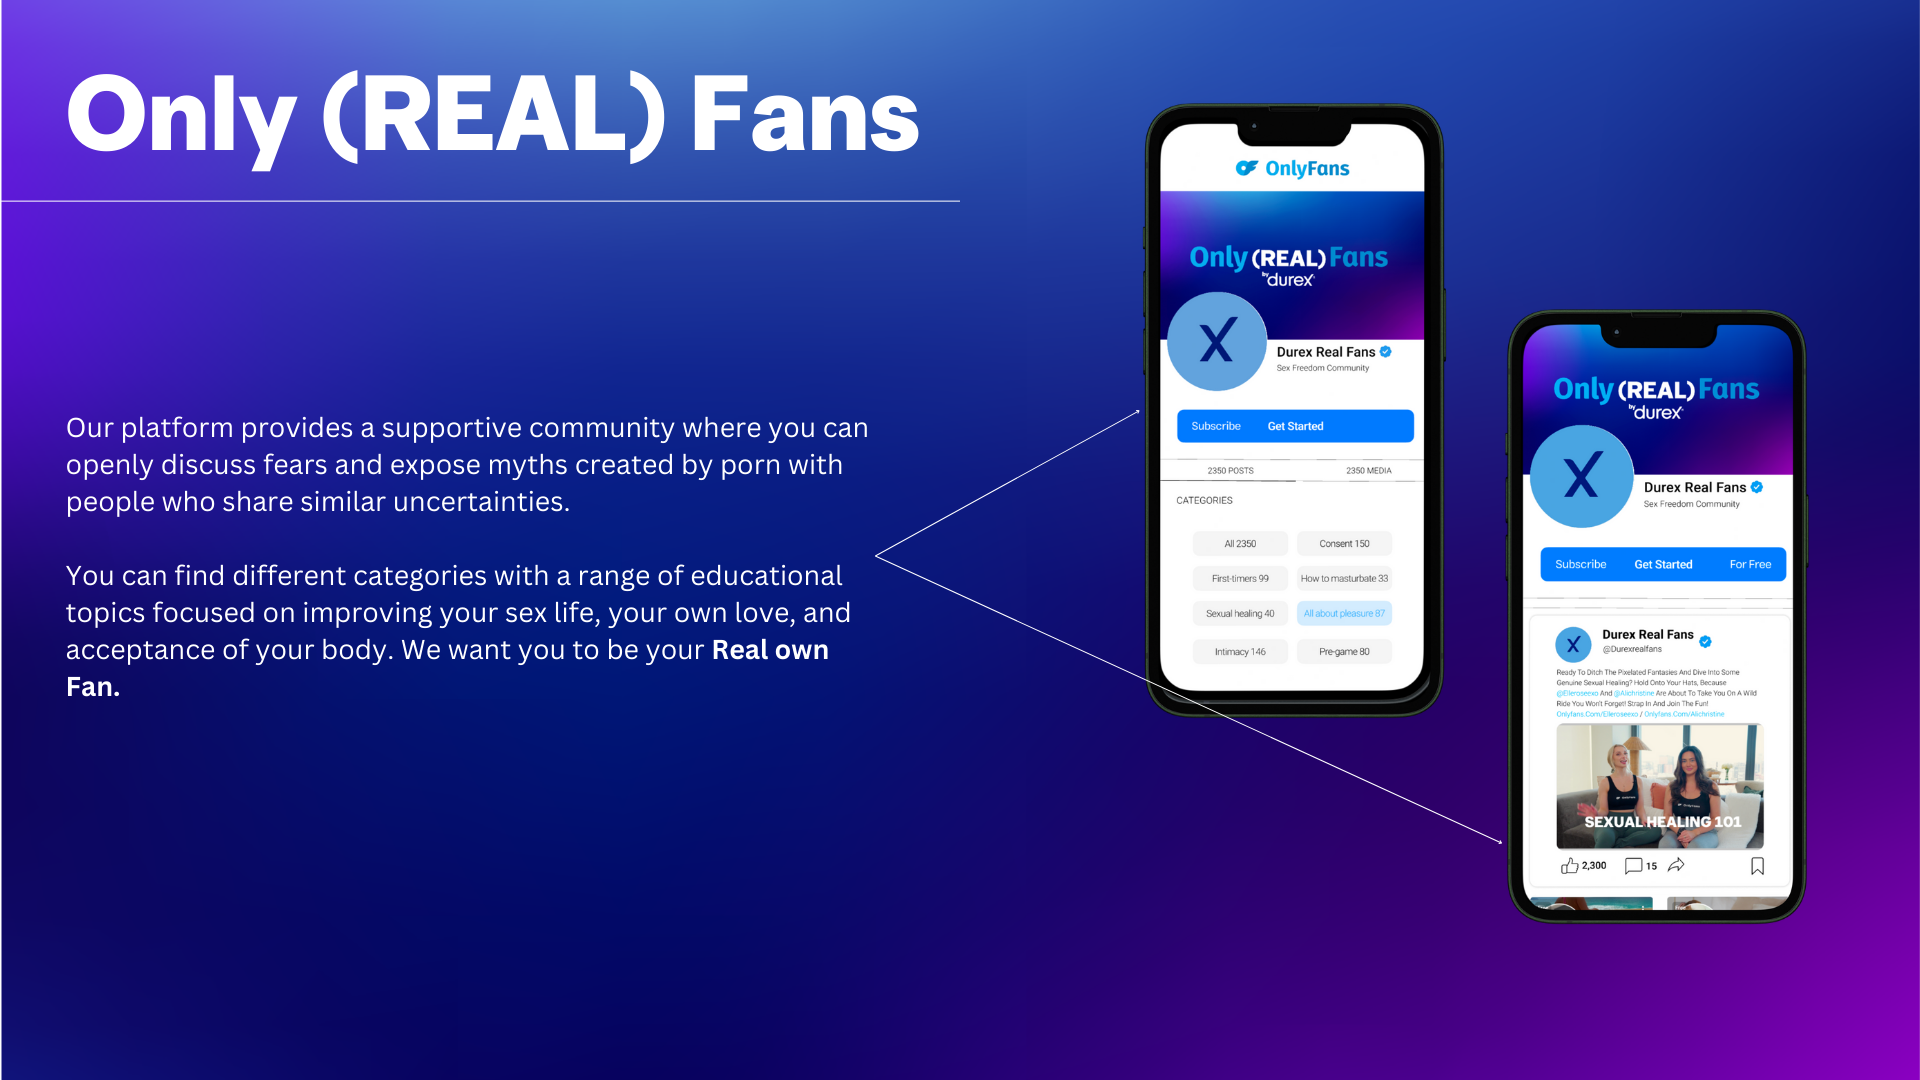 Only (REAL) Fans
Our platform provides a supportive community where you can
openly discuss fears and expose myths created by porn with
people who share similar uncertainties.
You can find different categories with a range of educational
topics focused on improving your sex life, your own love, and
acceptance of your body. We want you to be your Real own
Fan.
OnlyFans
Only (REAL) Fans
by durex
X
Durex Real Fans
Sex Freedom Community
Subscribe Get Started
2350 POSTS 2350 MEDIA
CATEGORIES
All 2350 Consent 150
First-timers 99 How to masturbate 33
Sexual healing 40 All about pleasure 87
Intimacy 146 Pre-game 80
Only (REAL) Fans
by durex
X
Durex Real Fans
Sex Freedom Community
Subscribe Get Started For Free
X
Durex Real Fans
@Durexrealfans
Ready To Ditch The Pixelated Fantasies And Dive Into Some
Genuine Sexual Healing? Hold Onto Your Hats, Because
@Elleroseexo And @Alichristine Are About To Take You On A Wild
Ride You Won't Forget! Strap In And Join The Fun!
Onlyfans.Com/Elleroseexo / Onlyfans.Com/Alichristine
OnlyFans
SEXUAL HEALING 101
2,300 15